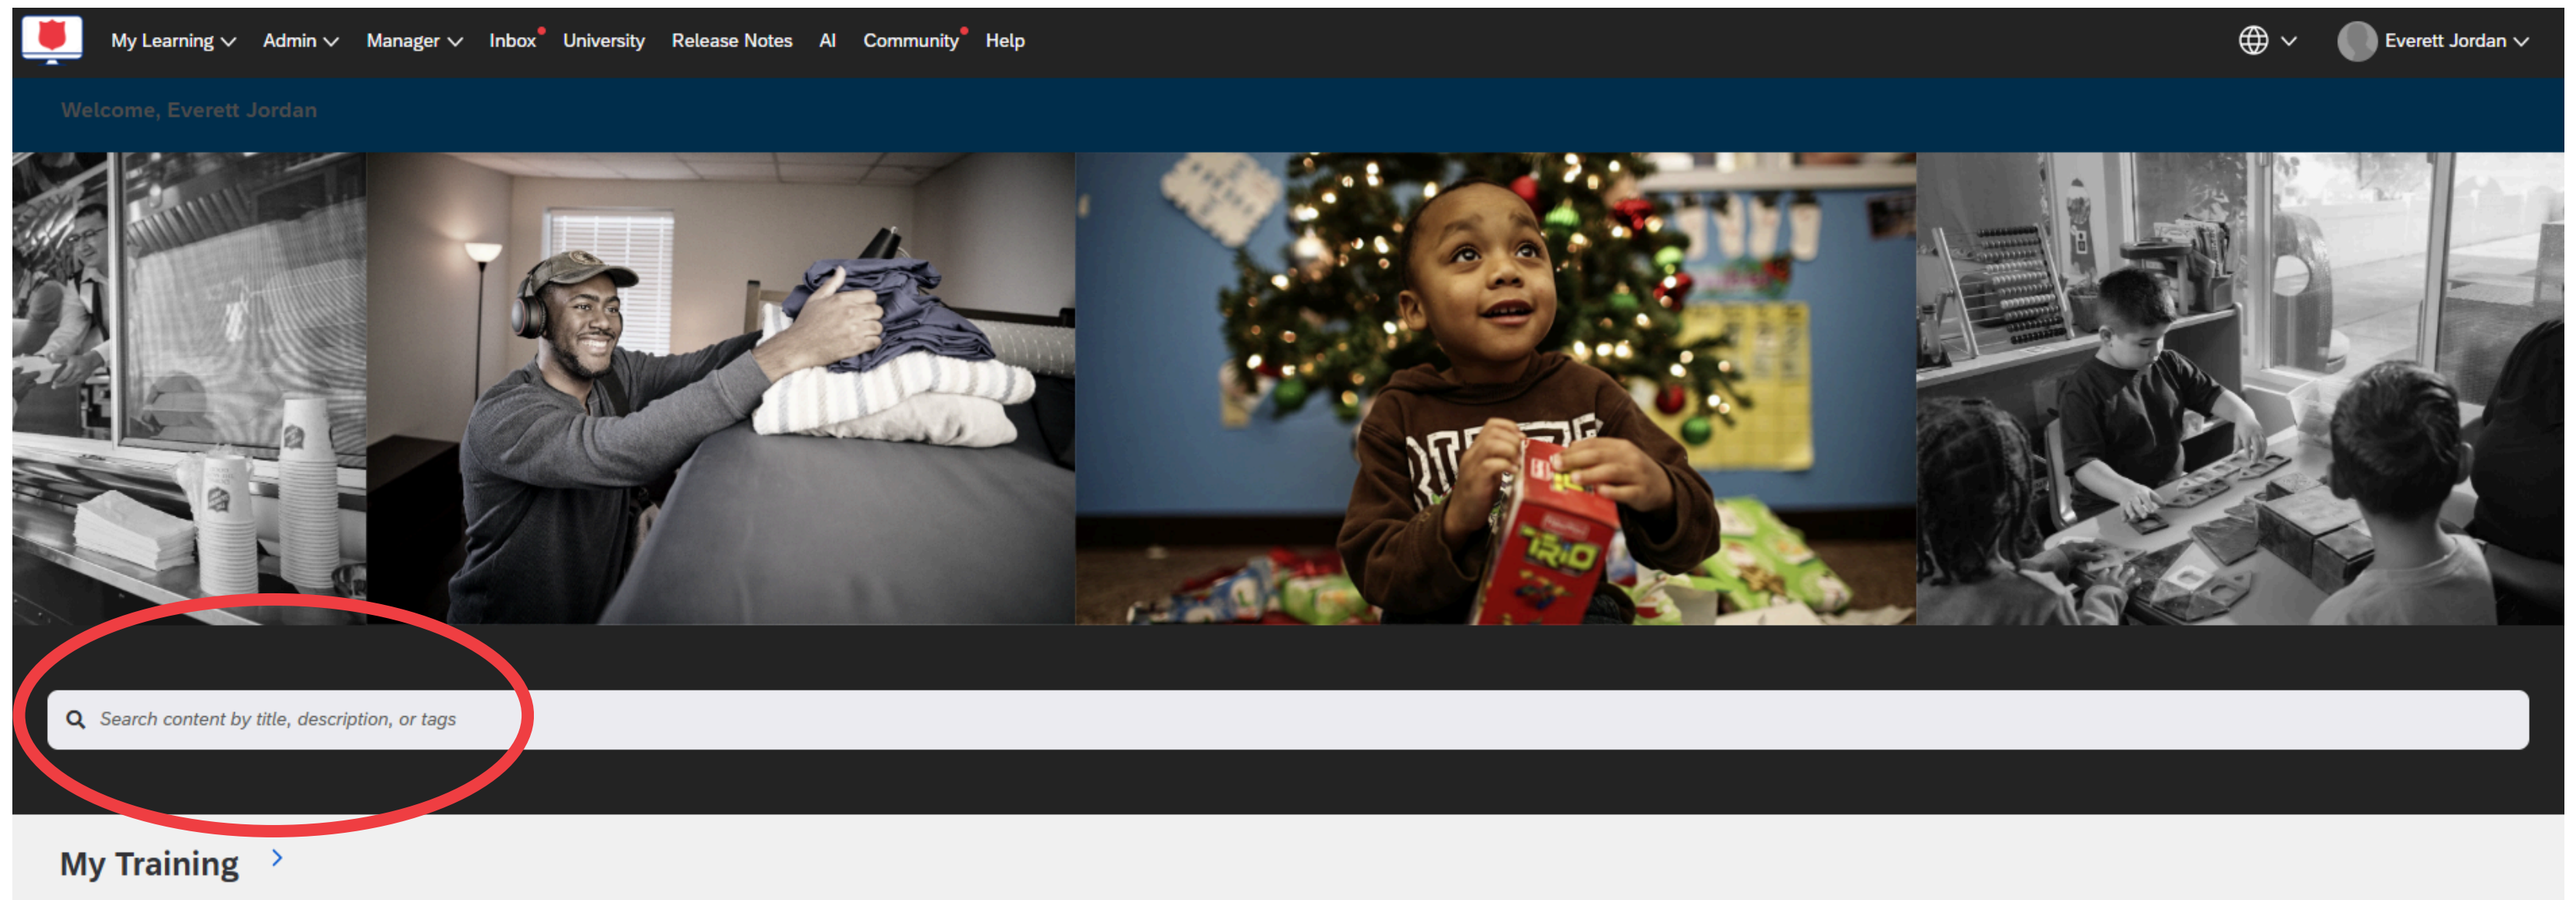 My Learning Admin Manager Inbox University Release Notes AI Community Help Everett Jordan
Welcome, Everett Jordan
TRIO
Search content by title, description, or tags
My Training